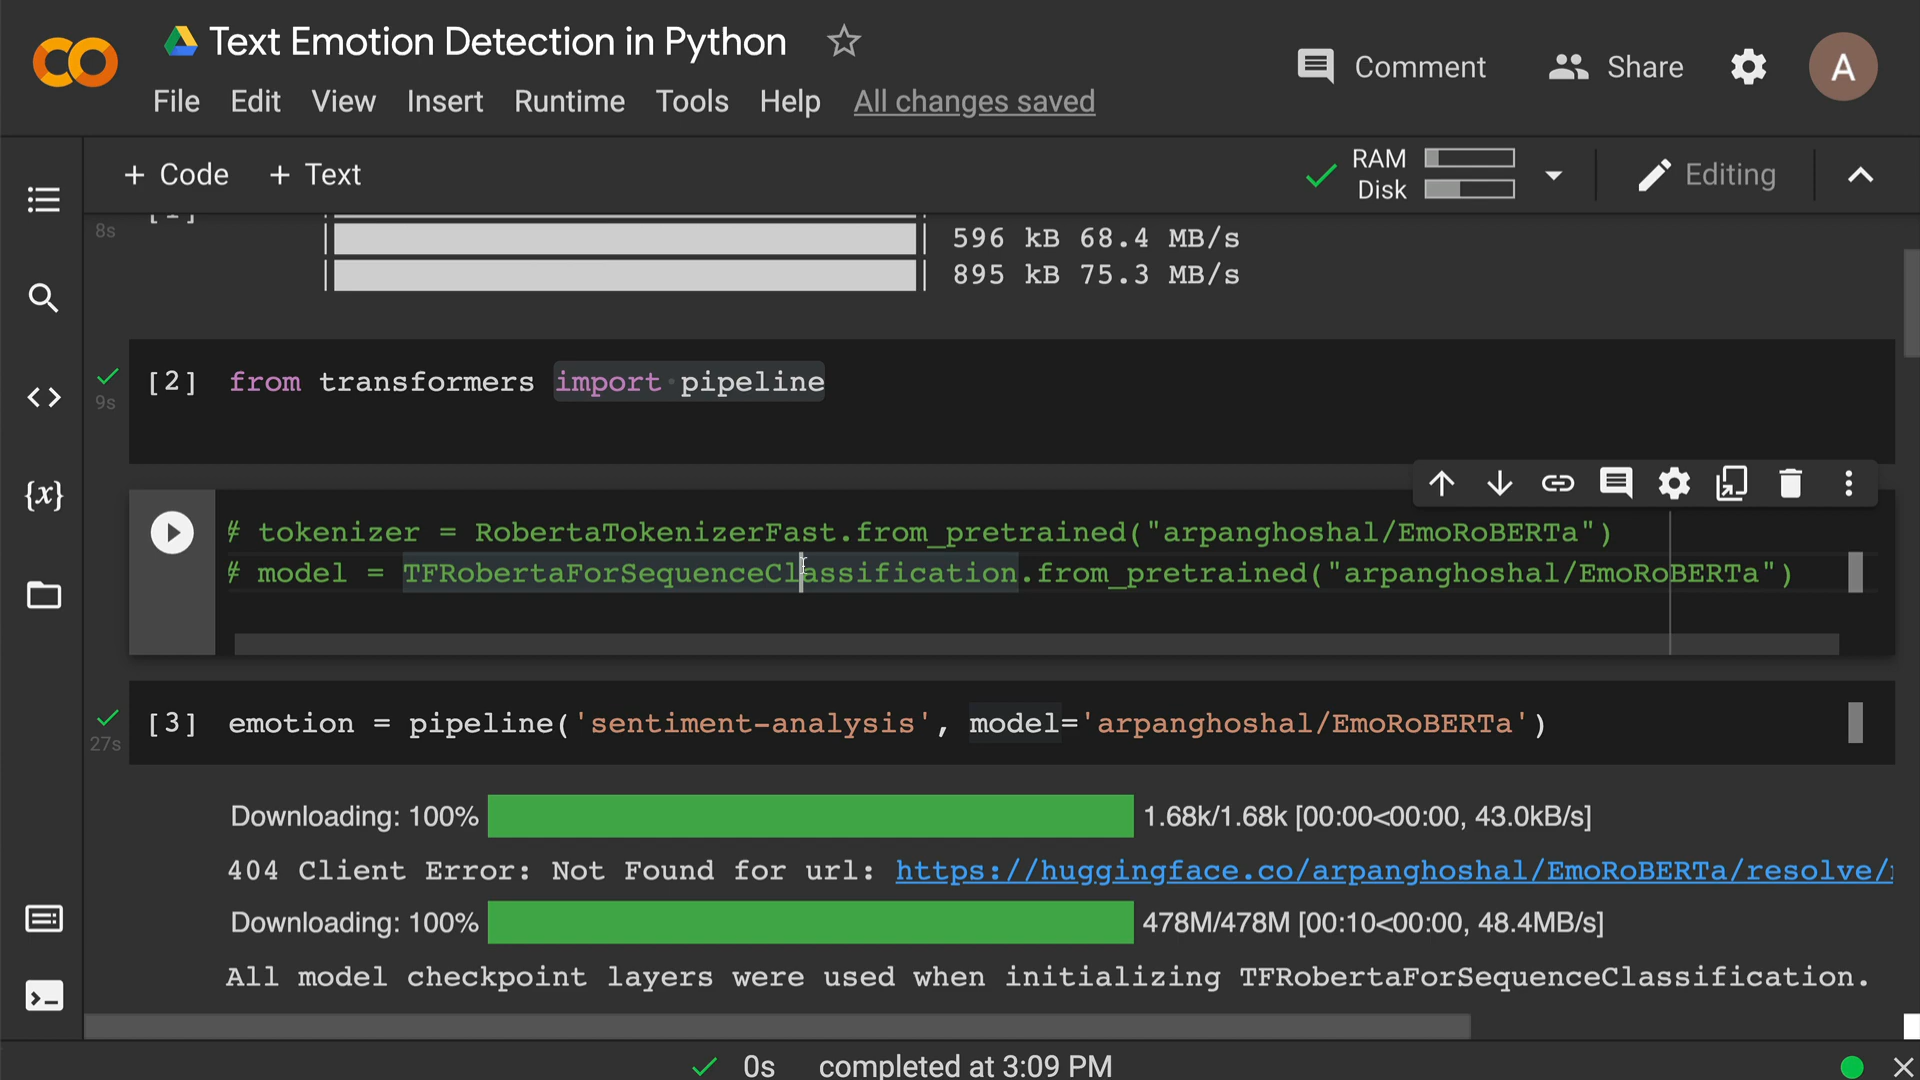 Text Emotion Detection in Python
Comment
Share
A
File Edit View Insert Runtime Tools Help All changes saved
+ Code + Text
RAM
Disk
Editing
8s
596 kB 68.4 MB/s
895 kB 75.3 MB/s
[2] from transformers import pipeline
9s
# tokenizer = RobertaTokenizerFast.from_pretrained("arpanghoshal/EmoRoBERTa")
# model = TFRobertaForSequenceClassification.from_pretrained("arpanghoshal/EmoRoBERTa")
[3] emotion = pipeline('sentiment-analysis', model='arpanghoshal/EmoRoBERTa')
27s
Downloading: 100% 1.68k/1.68k [00:00<00:00, 43.0kB/s]
404 Client Error: Not Found for url: https://huggingface.co/arpanghoshal/EmoRoBERTa/resolve/
Downloading: 100% 478M/478M [00:10<00:00, 48.4MB/s]
All model checkpoint layers were used when initializing TFRobertaForSequenceClassification.
0s completed at 3:09 PM